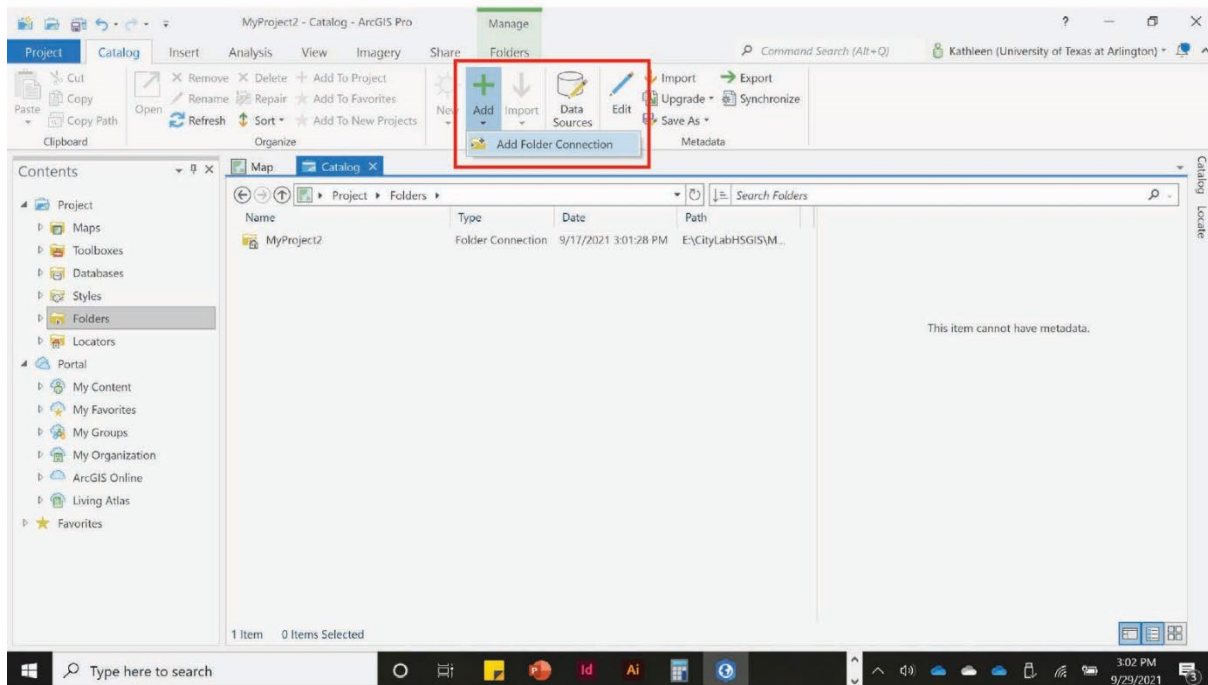 MyProject2 - Catalog - ArcGIS Pro
Manage
?
Project Catalog Insert Analysis View Imagery Share Folders
Command Search (Alt+Q)
Kathleen (University of Texas at Arlington)
Cut
Copy
Copy Path
Paste
Clipboard
Open
Remove Delete Add To Project
Rename Repair Add To Favorites
Refresh Sort Add To New Projects
Organize
New
Add
Import
Data Sources
Edit
Import Export
Upgrade Synchronize
Save As
Metadata
Add Folder Connection
Contents
Map Catalog
Project Folders
Search Folders
Catalog
Locate
Name Type Date Path
MyProject2 Folder Connection 9/17/2021 3:01:28 PM E:\CityLabHSGIS\M...
Project
Maps
Toolboxes
Databases
Styles
Folders
Locators
Portal
My Content
My Favorites
My Groups
My Organization
ArcGIS Online
Living Atlas
Favorites
This item cannot have metadata.
1 Item 0 Items Selected
Type here to search
Id
Ai
3:02 PM
9/29/2021
3